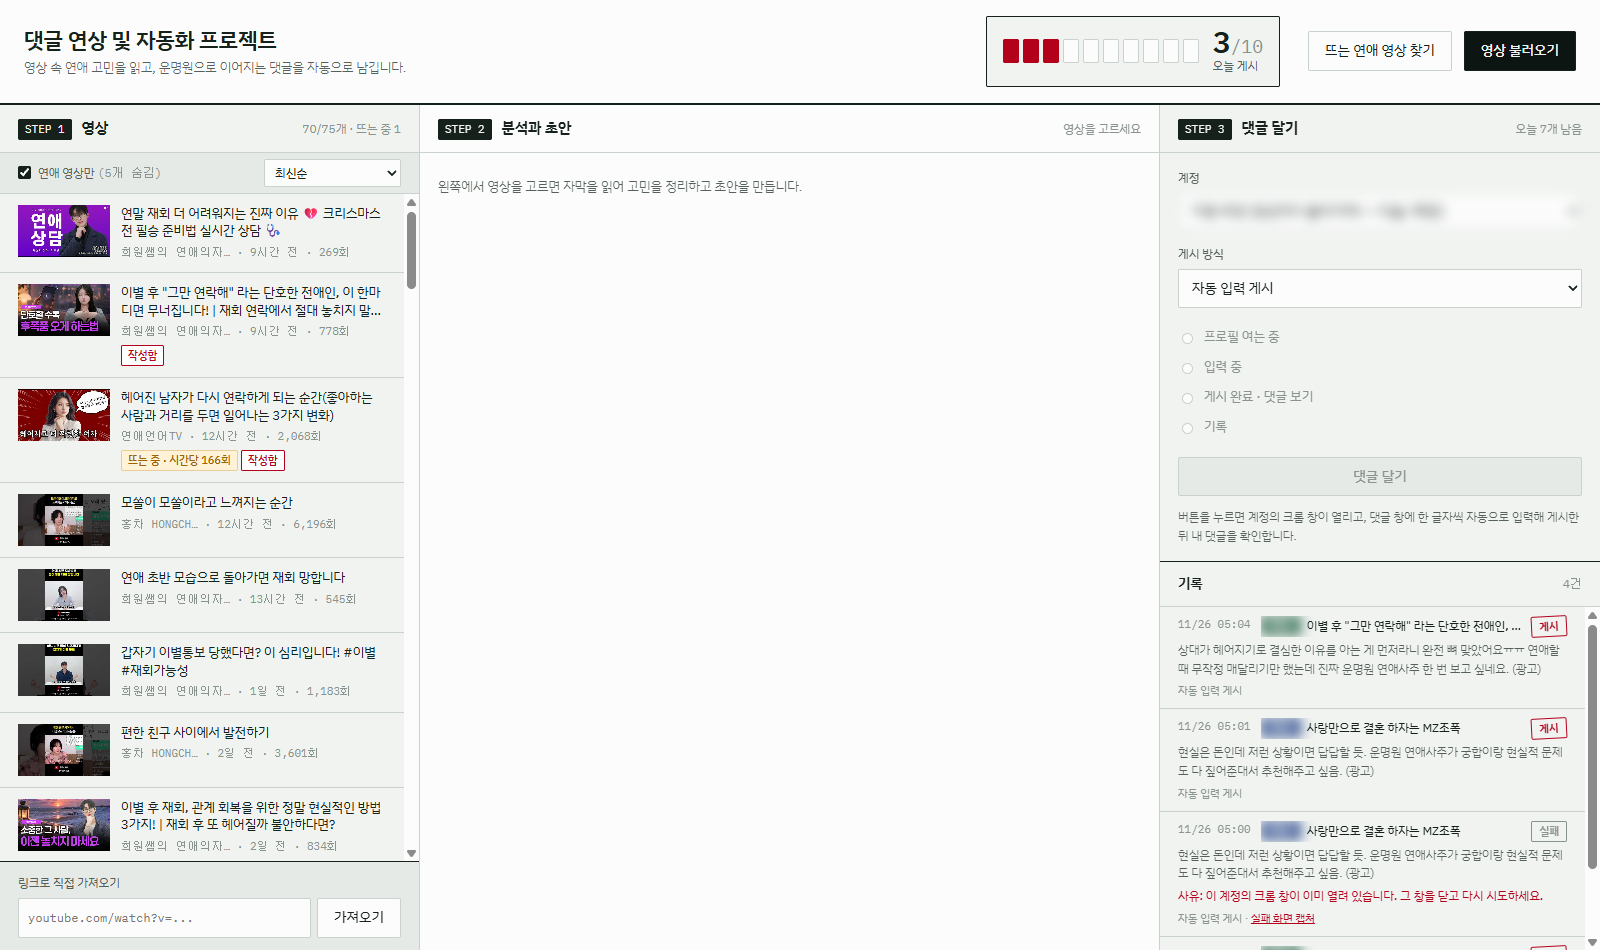 댓글 연상 및 자동화 프로젝트
영상 속 연애 고민을 읽고, 운명원으로 이어지는 댓글을 자동으로 남깁니다.
3/10
오늘 게시
뜨는 연애 영상 찾기
영상 불러오기
STEP 1 영상
70/75개 · 뜨는 중 1
연애 영상만 (5개 숨김)
최신순
연애
상담
연말 재회 더 어려워지는 진짜 이유 💔 크리스마스
전 필승 준비법 실시간 상담 🩺
희원쌤의 연애의자… · 9시간 전 · 269회
단호할 수록
후폭풍 오게 하는법
이별 후 "그만 연락해" 라는 단호한 전애인, 이 한마
디면 무너집니다! | 재회 연락에서 절대 놓치지 말...
희원쌤의 연애의자… · 9시간 전 · 778회
작성함
헤어진 남자가 다시 연락하게 되는 순간(좋아하는
사람과 거리를 두면 일어나는 3가지 변화)
연애언어TV · 12시간 전 · 2,068회
뜨는 중 · 시간당 166회
작성함
모쏠이 모쏠이라고 느껴지는 순간
홍차 HONGCH… · 12시간 전 · 6,196회
연애 초반 모습으로 돌아가면 재회 망합니다
희원쌤의 연애의자… · 13시간 전 · 545회
갑자기 이별통보 당했다면? 이 심리입니다! #이별
#재회가능성
희원쌤의 연애의자… · 1일 전 · 1,183회
편한 친구 사이에서 발전하기
홍차 HONGCH… · 2일 전 · 3,601회
소중한 그 사람,
이젠 놓치지 마세요
이별 후 재회, 관계 회복을 위한 정말 현실적인 방법
3가지! | 재회 후 또 헤어질까 불안하다면?
희원쌤의 연애의자… · 2일 전 · 834회
링크로 직접 가져오기
youtube.com/watch?v=...
가져오기
STEP 2 분석과 초안
영상을 고르세요
왼쪽에서 영상을 고르면 자막을 읽어 고민을 정리하고 초안을 만듭니다.
STEP 3 댓글 달기
오늘 7개 남음
계정
게시 방식
자동 입력 게시
프로필 여는 중
입력 중
게시 완료 · 댓글 보기
기록
댓글 달기
버튼을 누르면 계정의 크롬 창이 열리고, 댓글 창에 한 글자씩 자동으로 입력해 게시한
뒤 내 댓글을 확인합니다.
기록
4건
11/26 05:04 이별 후 "그만 연락해" 라는 단호한 전애인, ... 게시
상대가 헤어지기로 결심한 이유를 아는 게 먼저라니 완전 뼈 맞았어요ㅠㅠ 연애할
때 무작정 매달리기만 했는데 진짜 운명원 연애사주 한 번 보고 싶네요. (광고)
자동 입력 게시
11/26 05:01 사랑만으로 결혼 하자는 MZ조폭 게시
현실은 돈인데 저런 상황이면 답답할 듯. 운명원 연애사주가 궁합이랑 현실적 문제
도 다 짚어준대서 추천해주고 싶음. (광고)
자동 입력 게시
11/26 05:00 사랑만으로 결혼 하자는 MZ조폭 실패
현실은 돈인데 저런 상황이면 답답할 듯. 운명원 연애사주가 궁합이랑 현실적 문제
도 다 짚어준대서 추천해주고 싶음. (광고)
사유: 이 계정의 크롬 창이 이미 열려 있습니다. 그 창을 닫고 다시 시도하세요.
자동 입력 게시 · 실패 화면 캡처